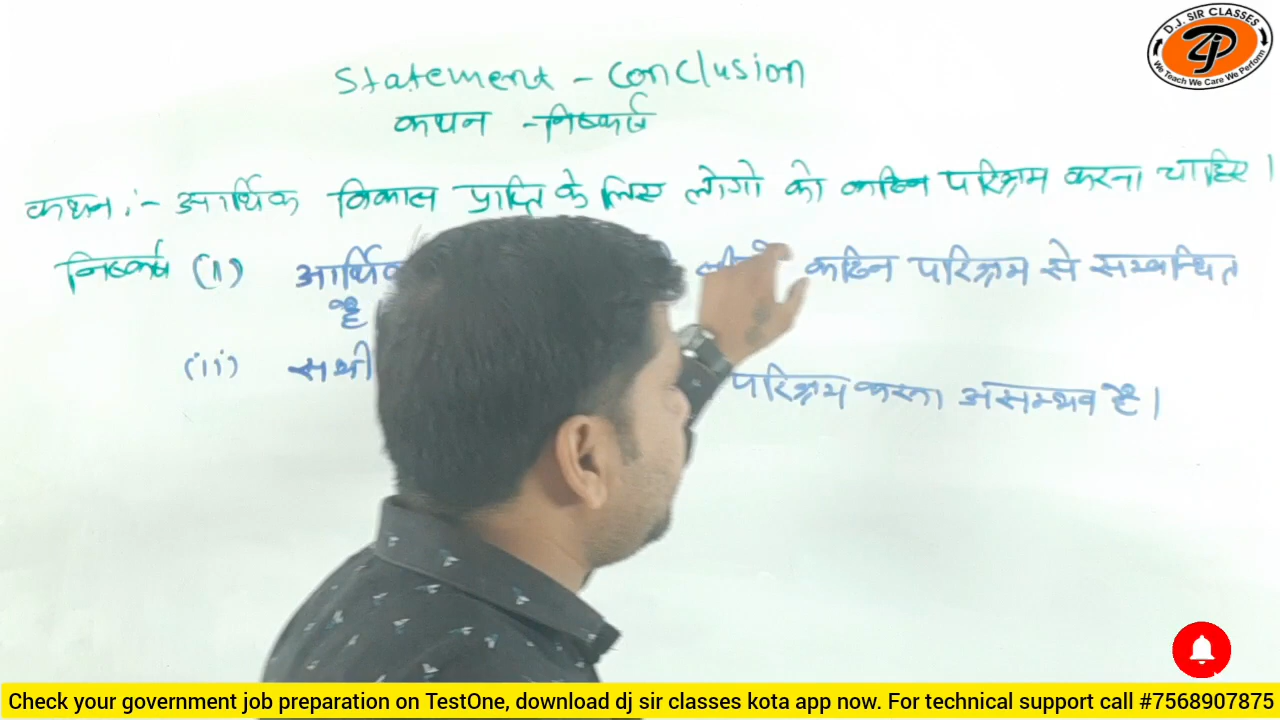 D.J. SIR CLASSES
We Teach We Care We Perform
Statement - Conclusion
कथन - निष्कर्ष
कथन :- आर्थिक विकास प्राप्ति के लिए लोगो को कठिन परिश्रम करना चाहिए ।
निष्कर्ष (i) आर्थिक कठिन परिश्रम से सम्बन्धित
है
(ii) सभी परिश्रम करना असम्भव है ।
Check your government job preparation on TestOne, download dj sir classes kota app now. For technical support call #7568907875